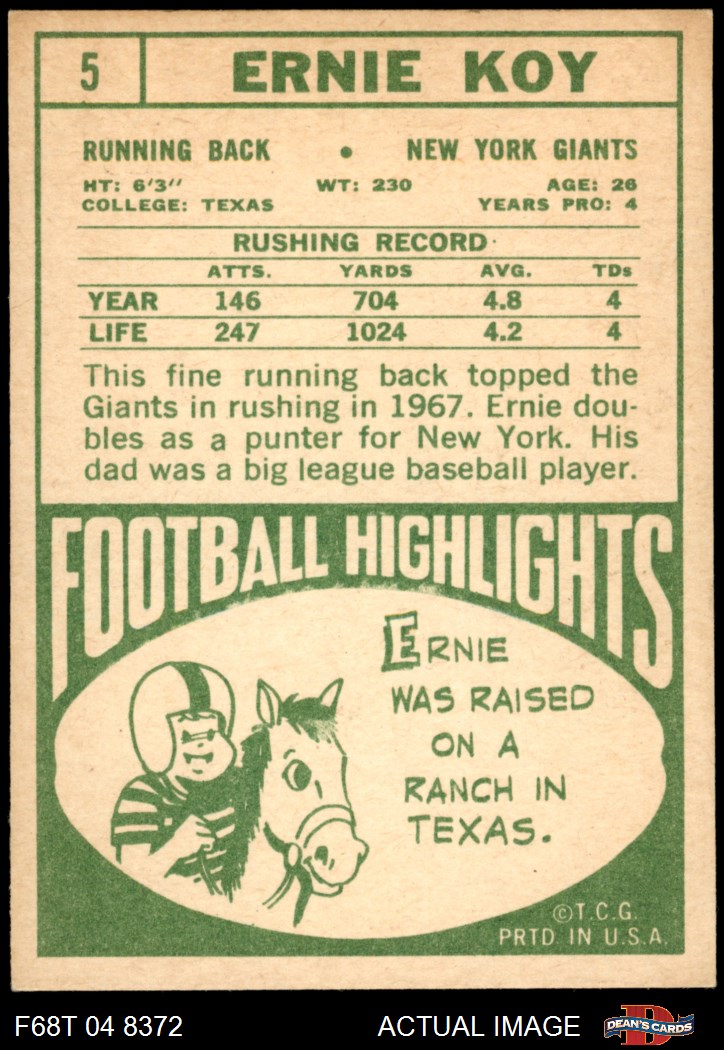 5 ERNIE KOY
RUNNING BACK • NEW YORK GIANTS
HT: 6'3" WT: 230 AGE: 26
COLLEGE: TEXAS YEARS PRO: 4
RUSHING RECORD
ATTS. YARDS AVG. TDs
YEAR 146 704 4.8 4
LIFE 247 1024 4.2 4
This fine running back topped the
Giants in rushing in 1967. Ernie dou-
bles as a punter for New York. His
dad was a big league baseball player.
FOOTBALL HIGHLIGHTS
ERNIE
WAS RAISED
ON A
RANCH IN
TEXAS.
©T.C.G.
PRTD. IN U.S.A.
F68T 04 8372 ACTUAL IMAGE D DEAN'S CARDS